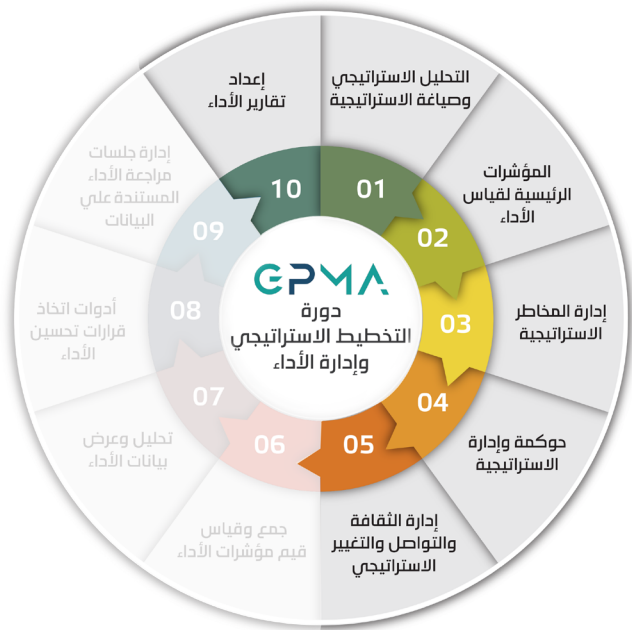 GPMA
دورة
التخطيط الاستراتيجي
وإدارة الأداء
01
التحليل الاستراتيجي
وصياغة الاستراتيجية
02
المؤشرات
الرئيسية لقياس
الأداء
03
إدارة المخاطر
الاستراتيجية
04
حوكمة وإدارة
الاستراتيجية
05
إدارة الثقافة
والتواصل والتغيير
الاستراتيجي
06
جمع وقياس
قيم مؤشرات الأداء
07
تحليل وعرض
بيانات الأداء
08
أدوات اتخاذ
قرارات تحسين
الأداء
09
إدارة جلسات
مراجعة الأداء
المستندة علي
البيانات
10
إعداد
تقارير الأداء